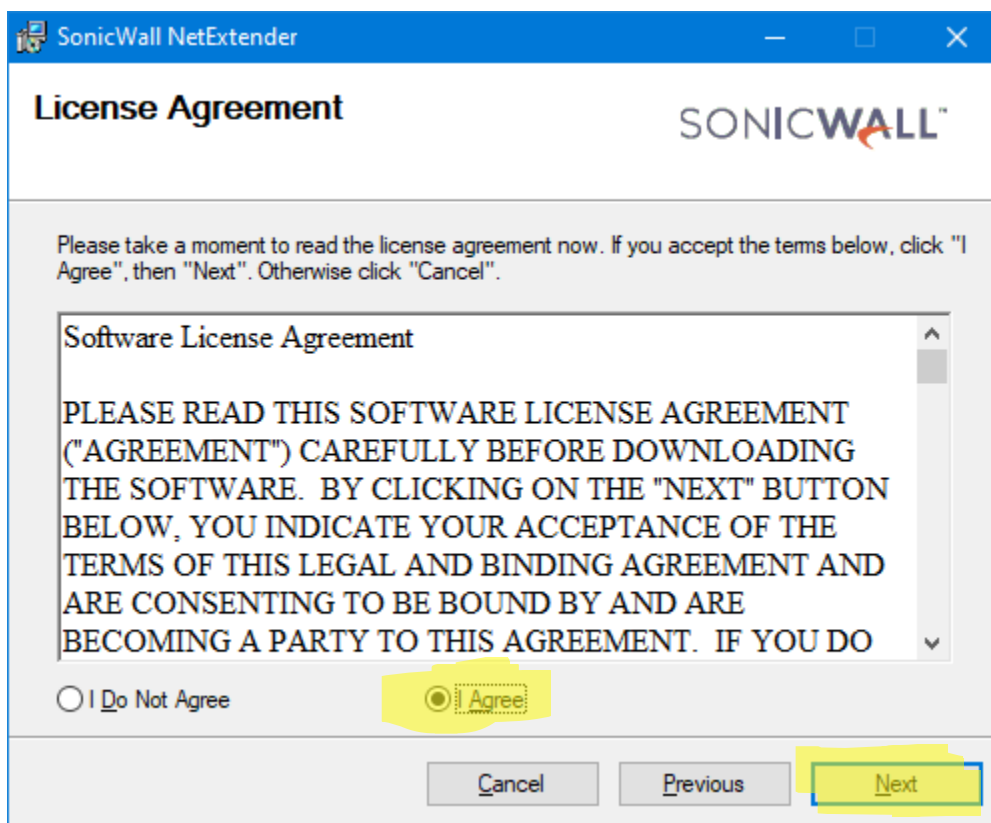 SonicWall NetExtender
License Agreement
SONICWALL™
Please take a moment to read the license agreement now. If you accept the terms below, click "I
Agree", then "Next". Otherwise click "Cancel".
Software License Agreement
PLEASE READ THIS SOFTWARE LICENSE AGREEMENT
("AGREEMENT") CAREFULLY BEFORE DOWNLOADING
THE SOFTWARE.  BY CLICKING ON THE "NEXT" BUTTON
BELOW, YOU INDICATE YOUR ACCEPTANCE OF THE
TERMS OF THIS LEGAL AND BINDING AGREEMENT AND
ARE CONSENTING TO BE BOUND BY AND ARE
BECOMING A PARTY TO THIS AGREEMENT.  IF YOU DO
I Do Not Agree
I Agree
Cancel
Previous
Next